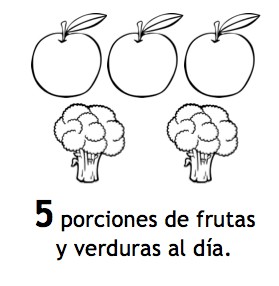 5 porciones de frutas
y verduras al día.